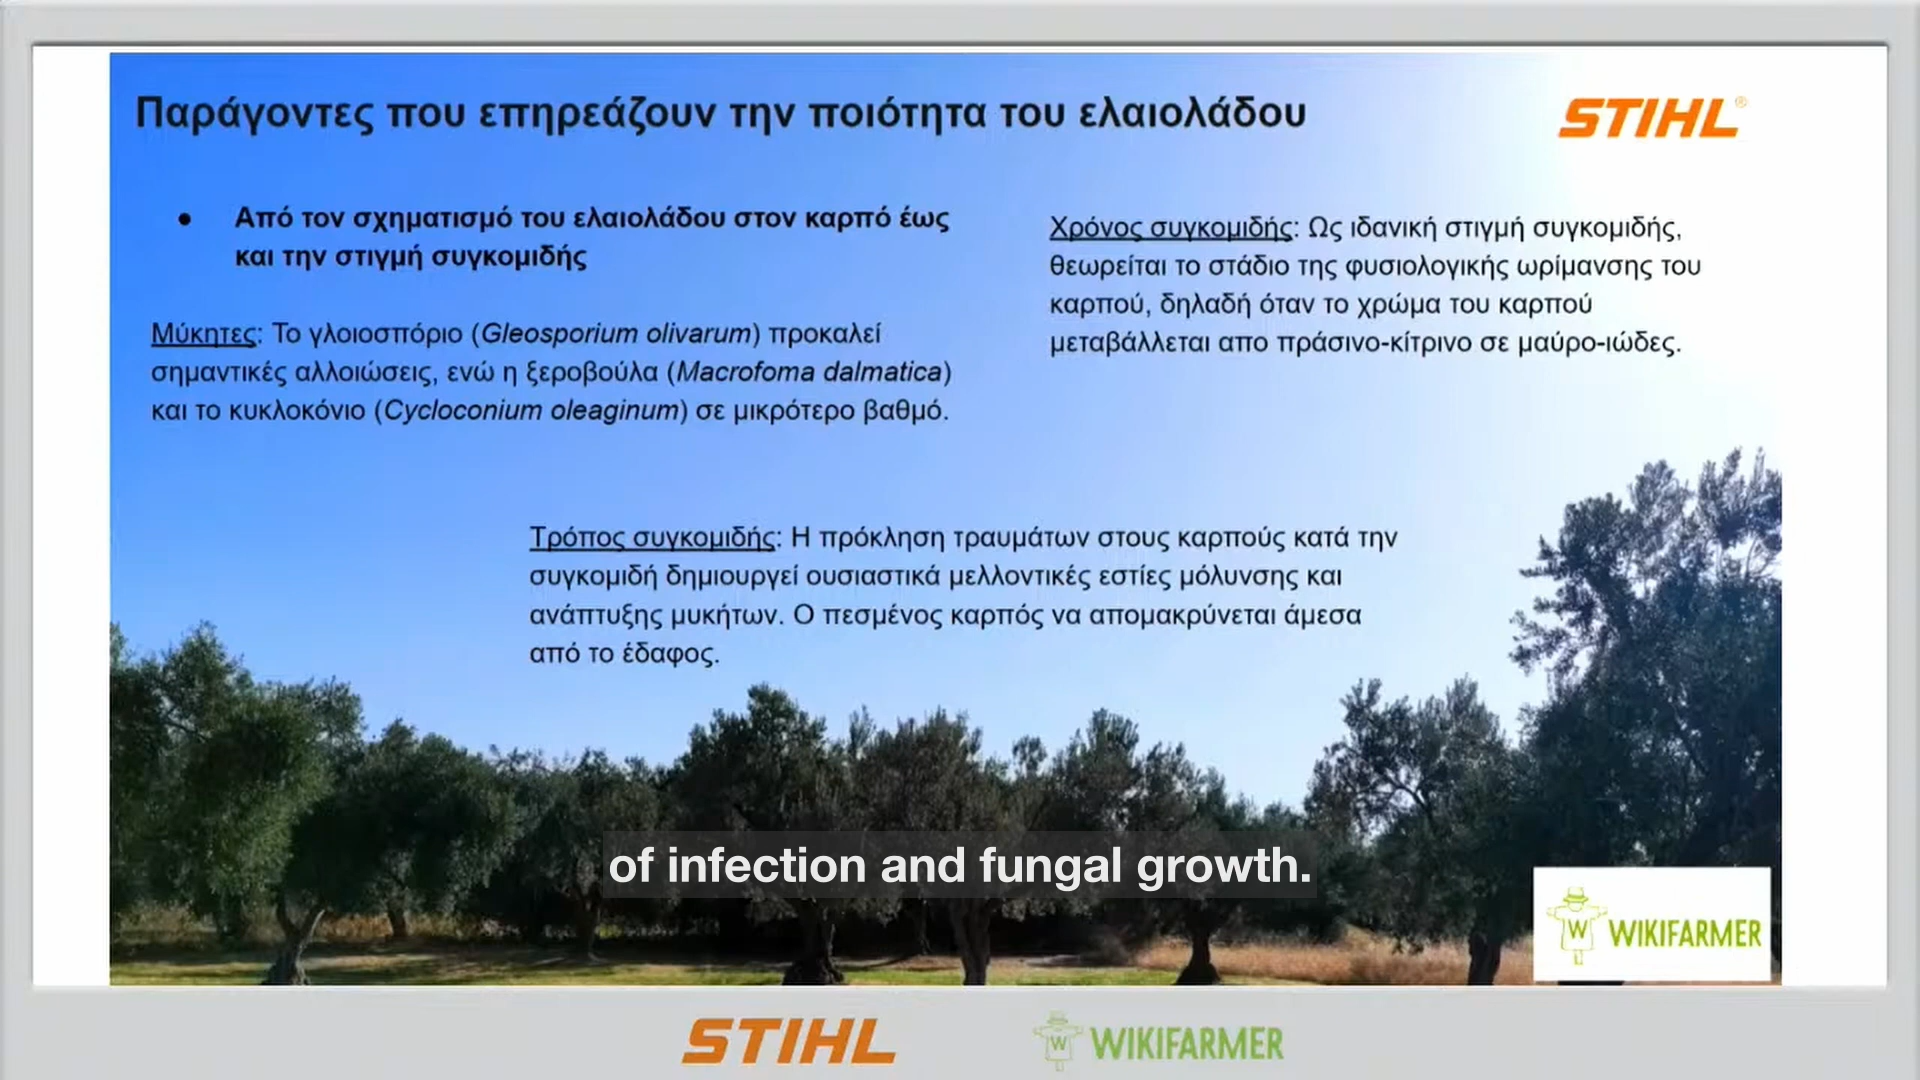 Παράγοντες που επηρεάζουν την ποιότητα του ελαιολάδου
STIHL®
● Από τον σχηματισμό του ελαιολάδου στον καρπό έως
και την στιγμή συγκομιδής
Μύκητες: Το γλοιοσπόριο (Gleosporium olivarum) προκαλεί
σημαντικές αλλοιώσεις, ενώ η ξεροβούλα (Macrofoma dalmatica)
και το κυκλοκόνιο (Cycloconium oleaginum) σε μικρότερο βαθμό.
Χρόνος συγκομιδής: Ως ιδανική στιγμή συγκομιδής,
θεωρείται το στάδιο της φυσιολογικής ωρίμανσης του
καρπού, δηλαδή όταν το χρώμα του καρπού
μεταβάλλεται απο πράσινο-κίτρινο σε μαύρο-ιώδες.
Τρόπος συγκομιδής: Η πρόκληση τραυμάτων στους καρπούς κατά την
συγκομιδή δημιουργεί ουσιαστικά μελλοντικές εστίες μόλυνσης και
ανάπτυξης μυκήτων. Ο πεσμένος καρπός να απομακρύνεται άμεσα
από το έδαφος.
of infection and fungal growth.
W WIKIFARMER
STIHL
W WIKIFARMER